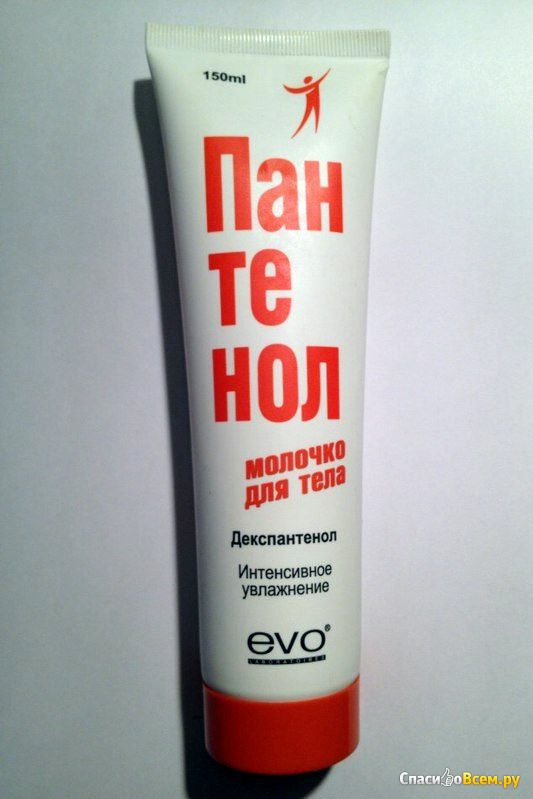 150ml
Пан
те
нол
молочко
для тела
Декспантенол
Интенсивное
увлажнение
evo®
LABORATOIRES
СпасибоВсем.ру